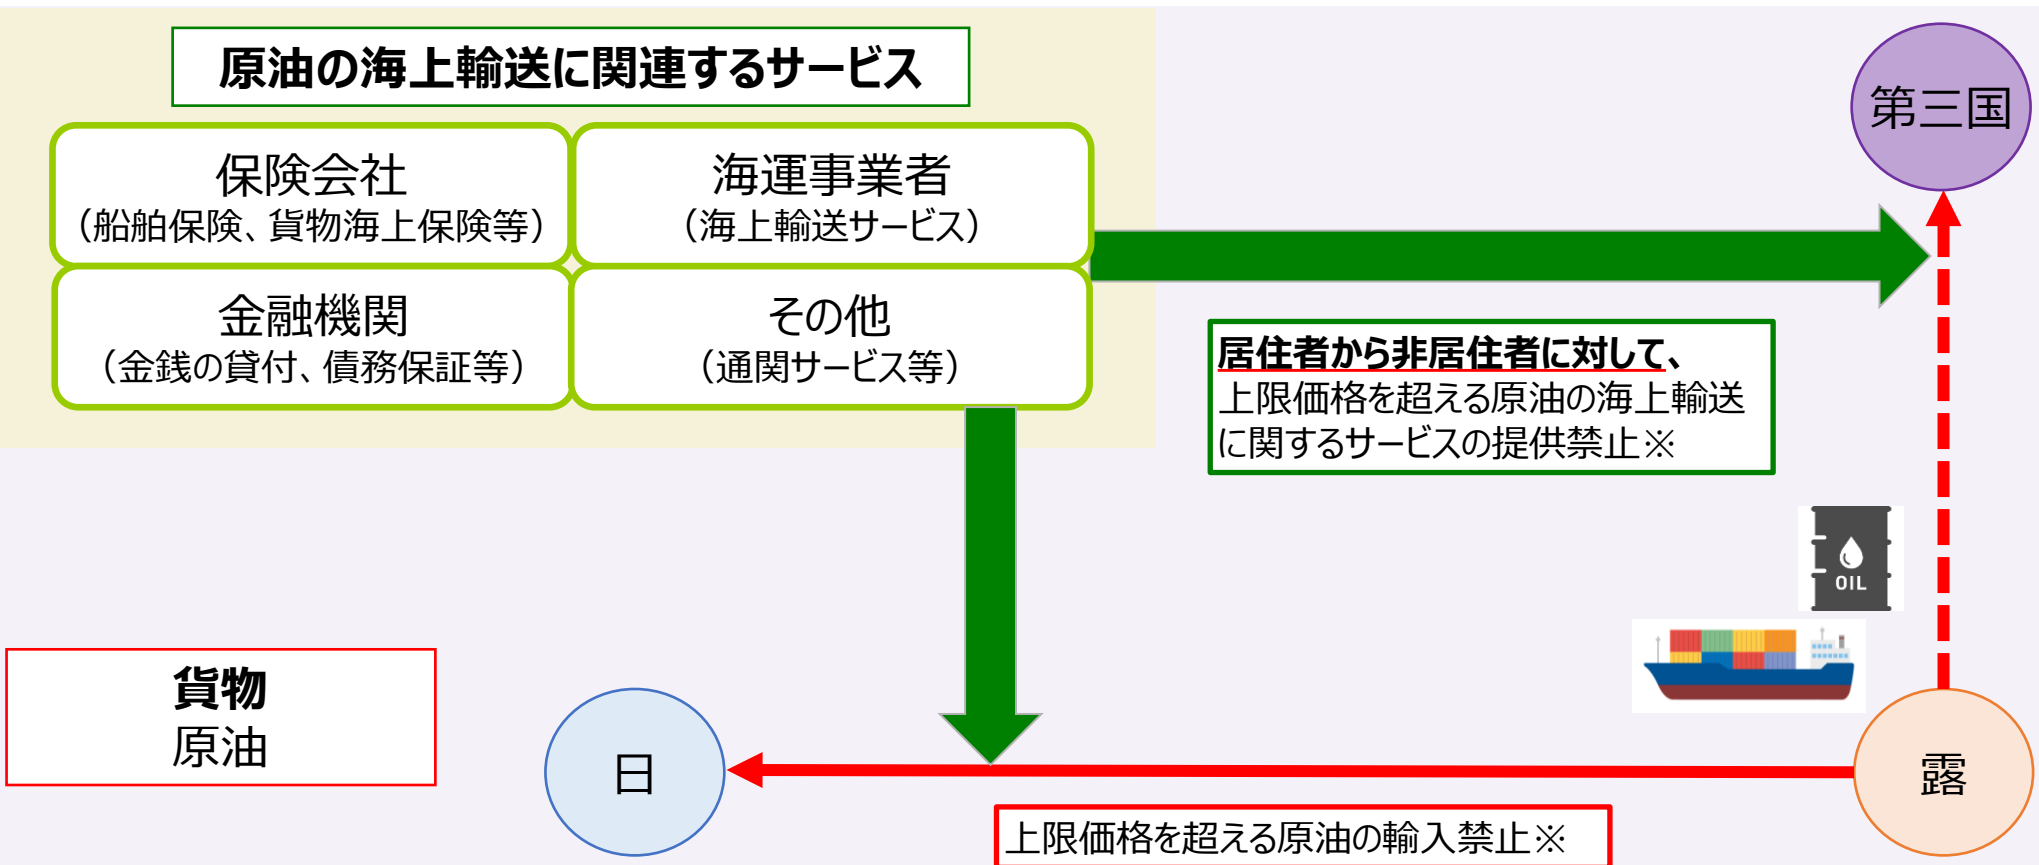 原油の海上輸送に関連するサービス
保険会社
（船舶保険、貨物海上保険等）
海運事業者
（海上輸送サービス）
金融機関
（金銭の貸付、債務保証等）
その他
（通関サービス等）
第三国
居住者から非居住者に対して、
上限価格を超える原油の海上輸送
に関するサービスの提供禁止※
OIL
貨物
原油
日
露
上限価格を超える原油の輸入禁止※